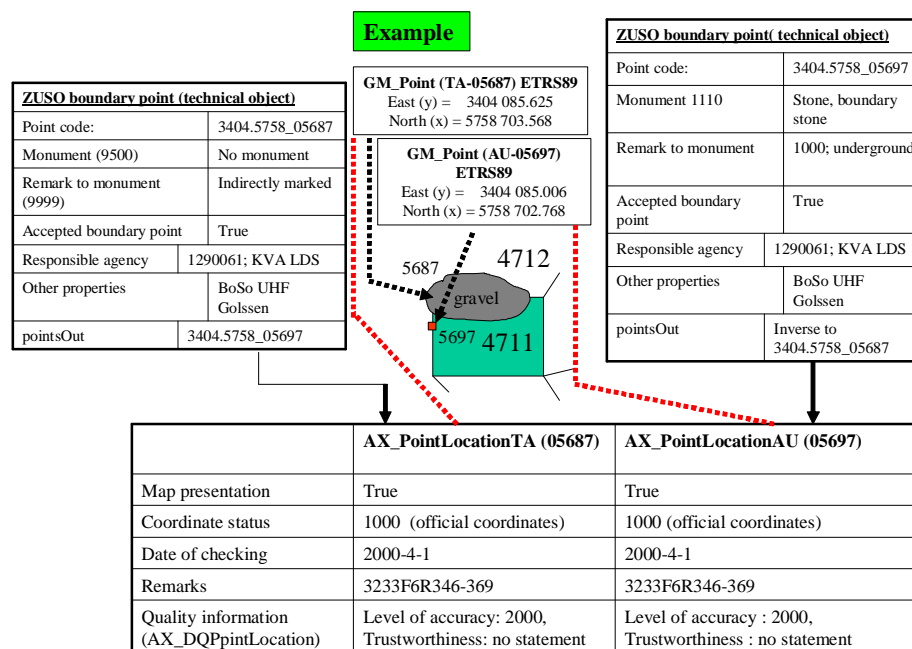 Example
ZUSO boundary point (technical object)
Point code: 3404.5758_05687
Monument (9500) No monument
Remark to monument Indirectly marked
(9999)
Accepted boundary point True
Responsible agency 1290061; KVA LDS
Other properties BoSo UHF
Golssen
pointsOut 3404.5758_05697
GM_Point (TA-05687) ETRS89
East (y) = 3404 085.625
North (x) = 5758 703.568
GM_Point (AU-05697)
ETRS89
East (y) = 3404 085.006
North (x) = 5758 702.768
5687
4712
gravel
5697
4711
ZUSO boundary point( technical object)
Point code: 3404.5758_05697
Monument 1110 Stone, boundary
stone
Remark to monument 1000; underground
Accepted boundary True
point
Responsible agency 1290061; KVA LDS
Other properties BoSo UHF
Golssen
pointsOut Inverse to
3404.5758_05687
AX_PointLocationTA (05687) AX_PointLocationAU (05697)
Map presentation True True
Coordinate status 1000 (official coordinates) 1000 (official coordinates)
Date of checking 2000-4-1 2000-4-1
Remarks 3233F6R346-369 3233F6R346-369
Quality information Level of accuracy: 2000, Level of accuracy : 2000,
(AX_DQPpintLocation) Trustworthiness: no statement Trustworthiness : no statement